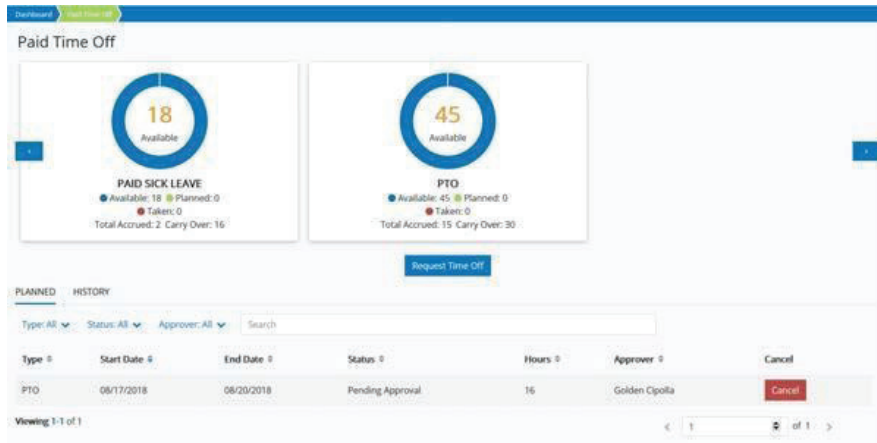 Dashboard
Paid Time Off
Paid Time Off
18
Available
PAID SICK LEAVE
Available: 18 Planned: 0
Taken: 0
Total Accrued: 2 Carry Over: 16
45
Available
PTO
Available: 45 Planned: 0
Taken: 0
Total Accrued: 15 Carry Over: 30
Request Time Off
PLANNED HISTORY
Type: All Status: All Approver: All Search
Type Start Date End Date Status Hours Approver Cancel
PTO 08/17/2018 08/20/2018 Pending Approval 16 Golden Cipolla Cancel
Viewing 1-1 of 1
1 of 1